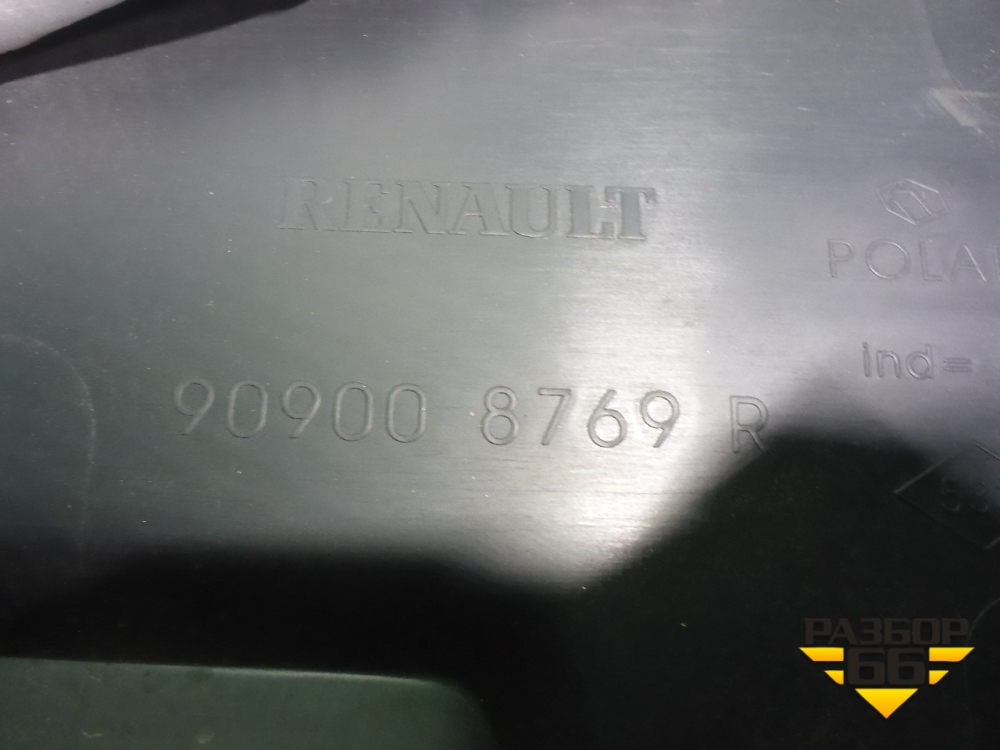 RENAULT
POLA
ind=
90900 8769 R
РАЗБОР
66